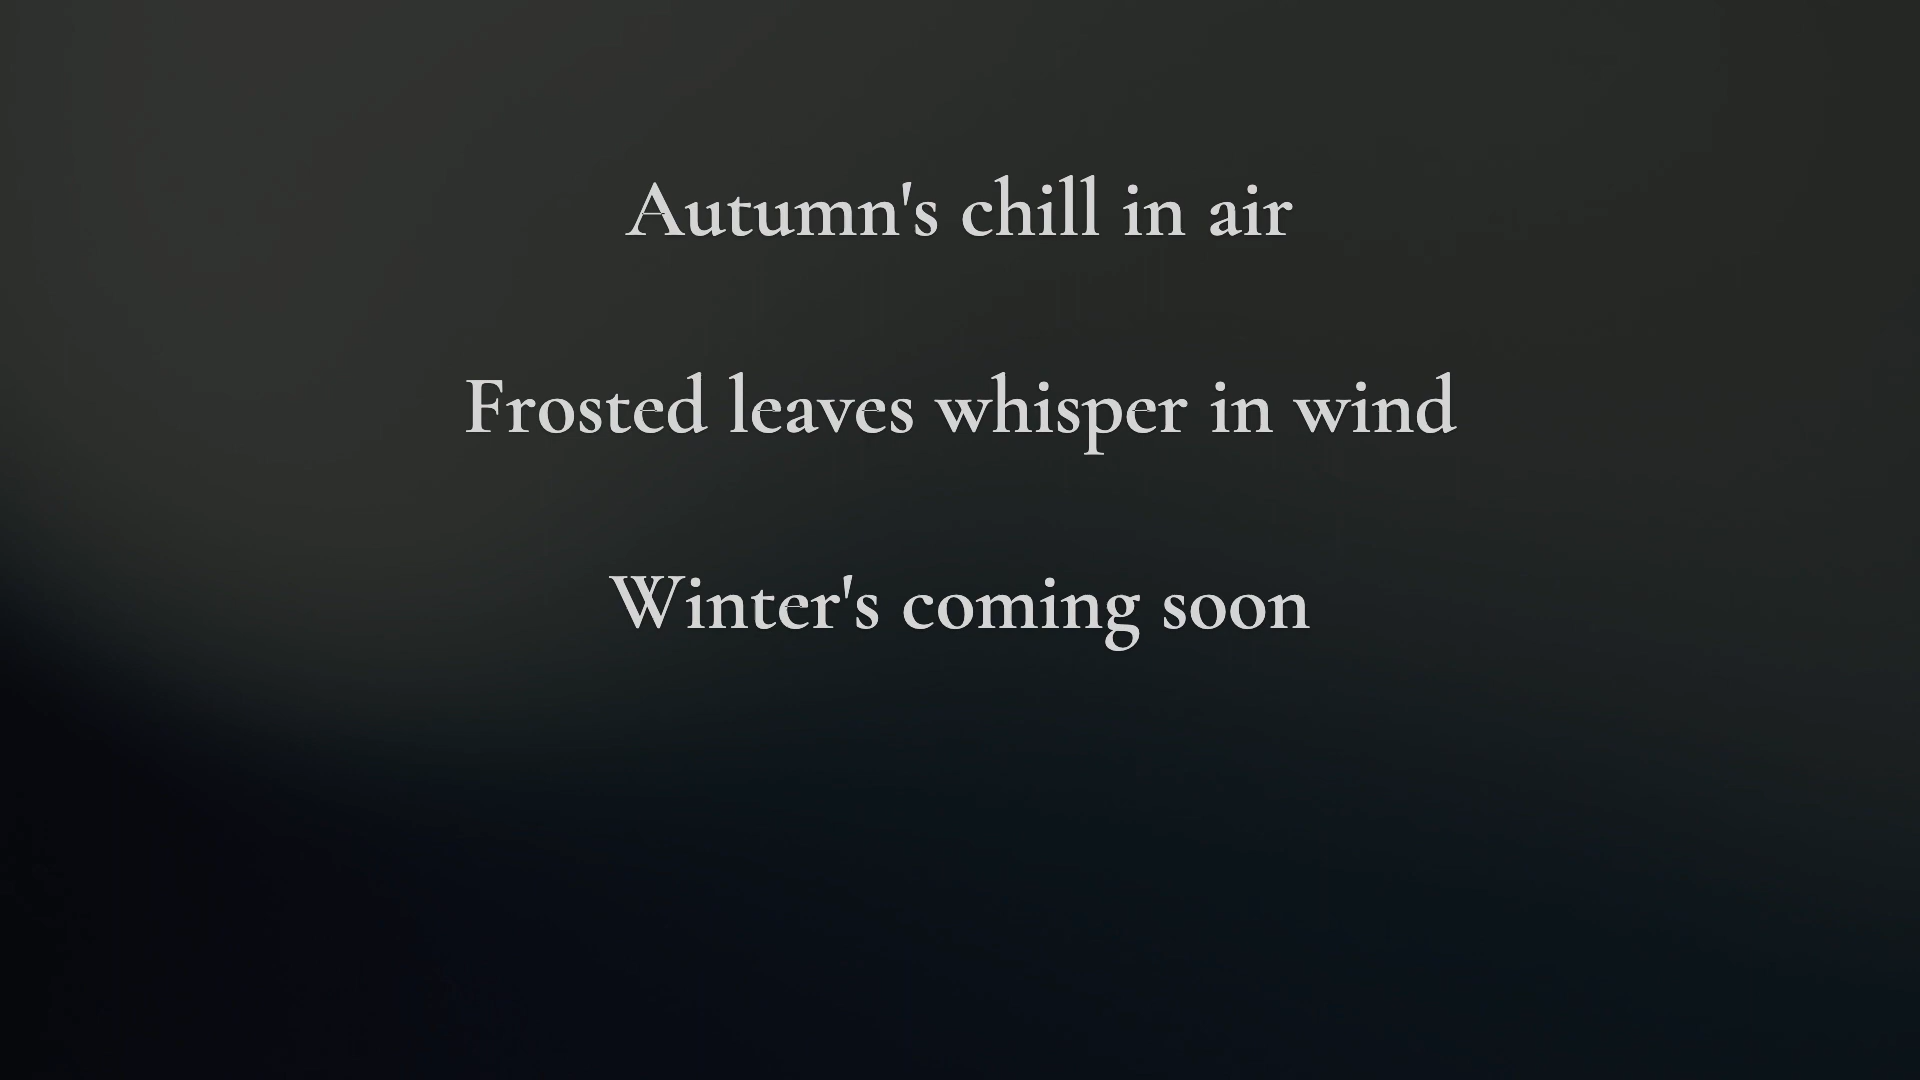 Autumn's chill in air
Frosted leaves whisper in wind
Winter's coming soon